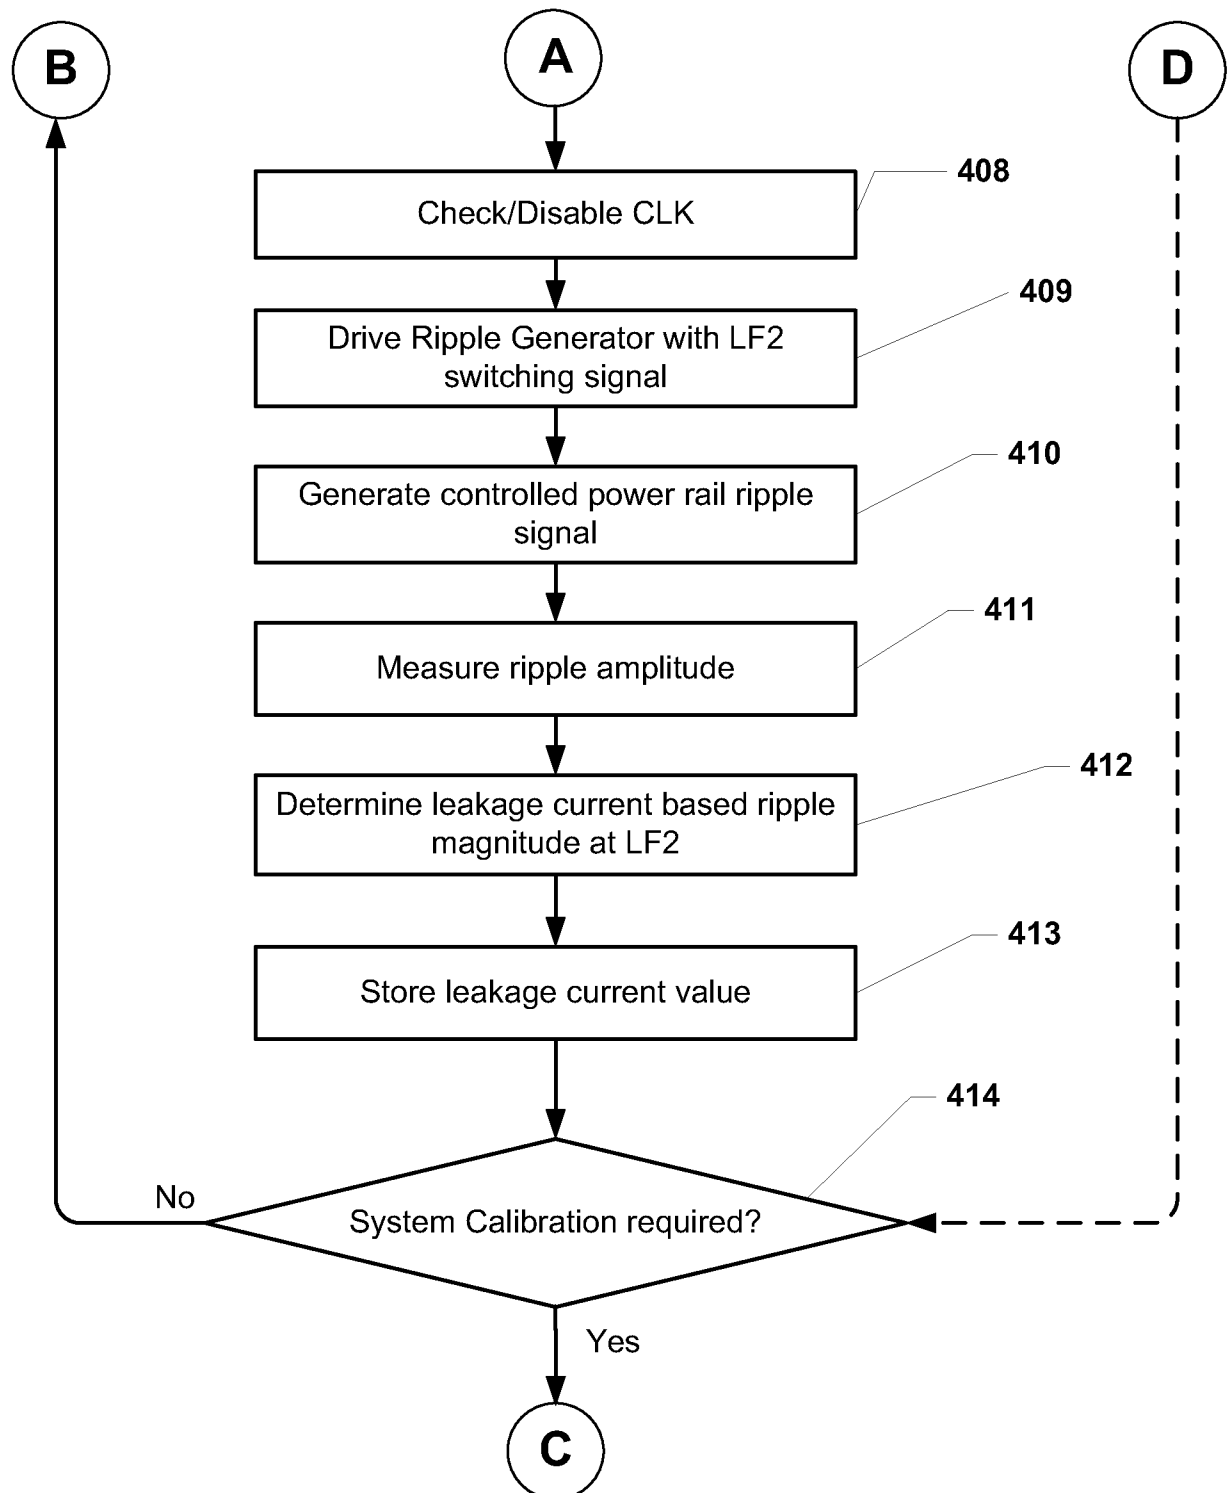 B
A
D
408
Check/Disable CLK
409
Drive Ripple Generator with LF2
switching signal
410
Generate controlled power rail ripple
signal
411
Measure ripple amplitude
412
Determine leakage current based ripple
magnitude at LF2
413
Store leakage current value
414
No
System Calibration required?
Yes
C